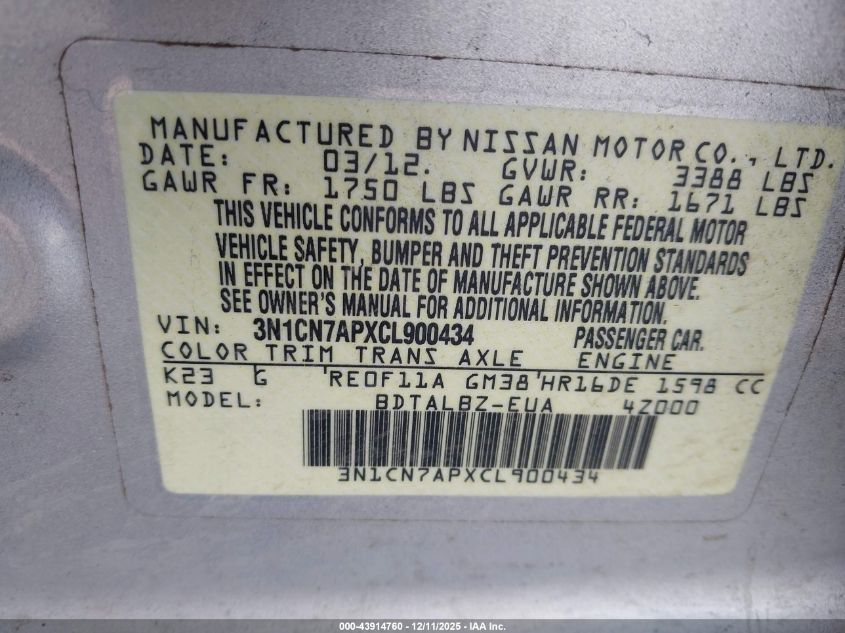 MANUFACTURED BY NISSAN MOTOR CO., LTD.
DATE: 03/12. GVWR: 3388 LBS
GAWR FR: 1750 LBS GAWR RR: 1671 LBS
THIS VEHICLE CONFORMS TO ALL APPLICABLE FEDERAL MOTOR
VEHICLE SAFETY, BUMPER AND THEFT PREVENTION STANDARDS
IN EFFECT ON THE DATE OF MANUFACTURE SHOWN ABOVE.
SEE OWNER'S MANUAL FOR ADDITIONAL INFORMATION.
VIN: 3N1CN7APXCL900434 PASSENGER CAR.
COLOR TRIM TRANS AXLE ENGINE
K23 G RE0F11A GM38 HR16DE 1598 CC
MODEL: BDTALBZ-EUA 4Z000
3N1CN7APXCL900434
000-43914760 - 12/11/2025 - IAA Inc.